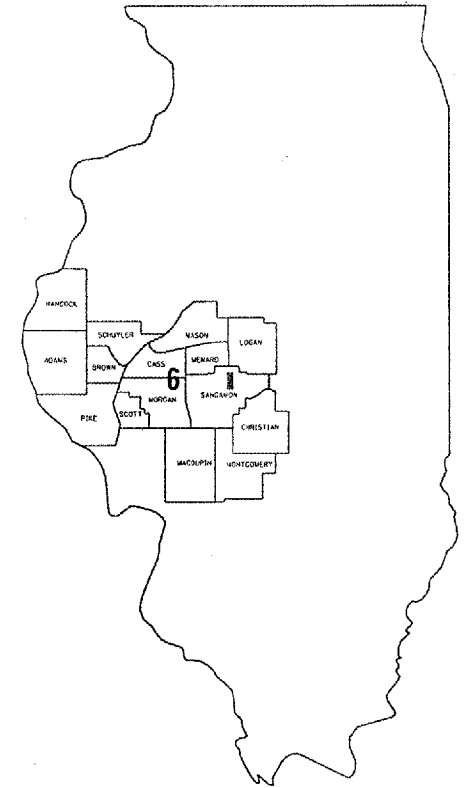 HANCOCK
SCHUYLER
MASON
LOGAN
ADAMS
BROWN
CASS
MENARD
6
SANGAMON
MORGAN
PIKE
SCOTT
CHRISTIAN
MACOUPIN
MONTGOMERY